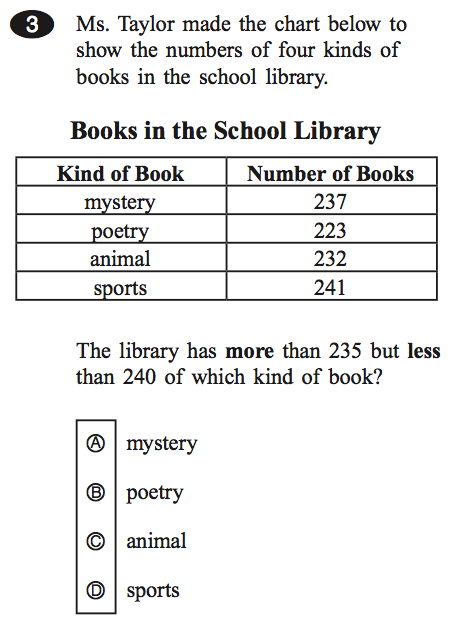 3 Ms. Taylor made the chart below to
show the numbers of four kinds of
books in the school library.
Books in the School Library
Kind of Book Number of Books
mystery 237
poetry 223
animal 232
sports 241
The library has more than 235 but less
than 240 of which kind of book?
A mystery
B poetry
C animal
D sports